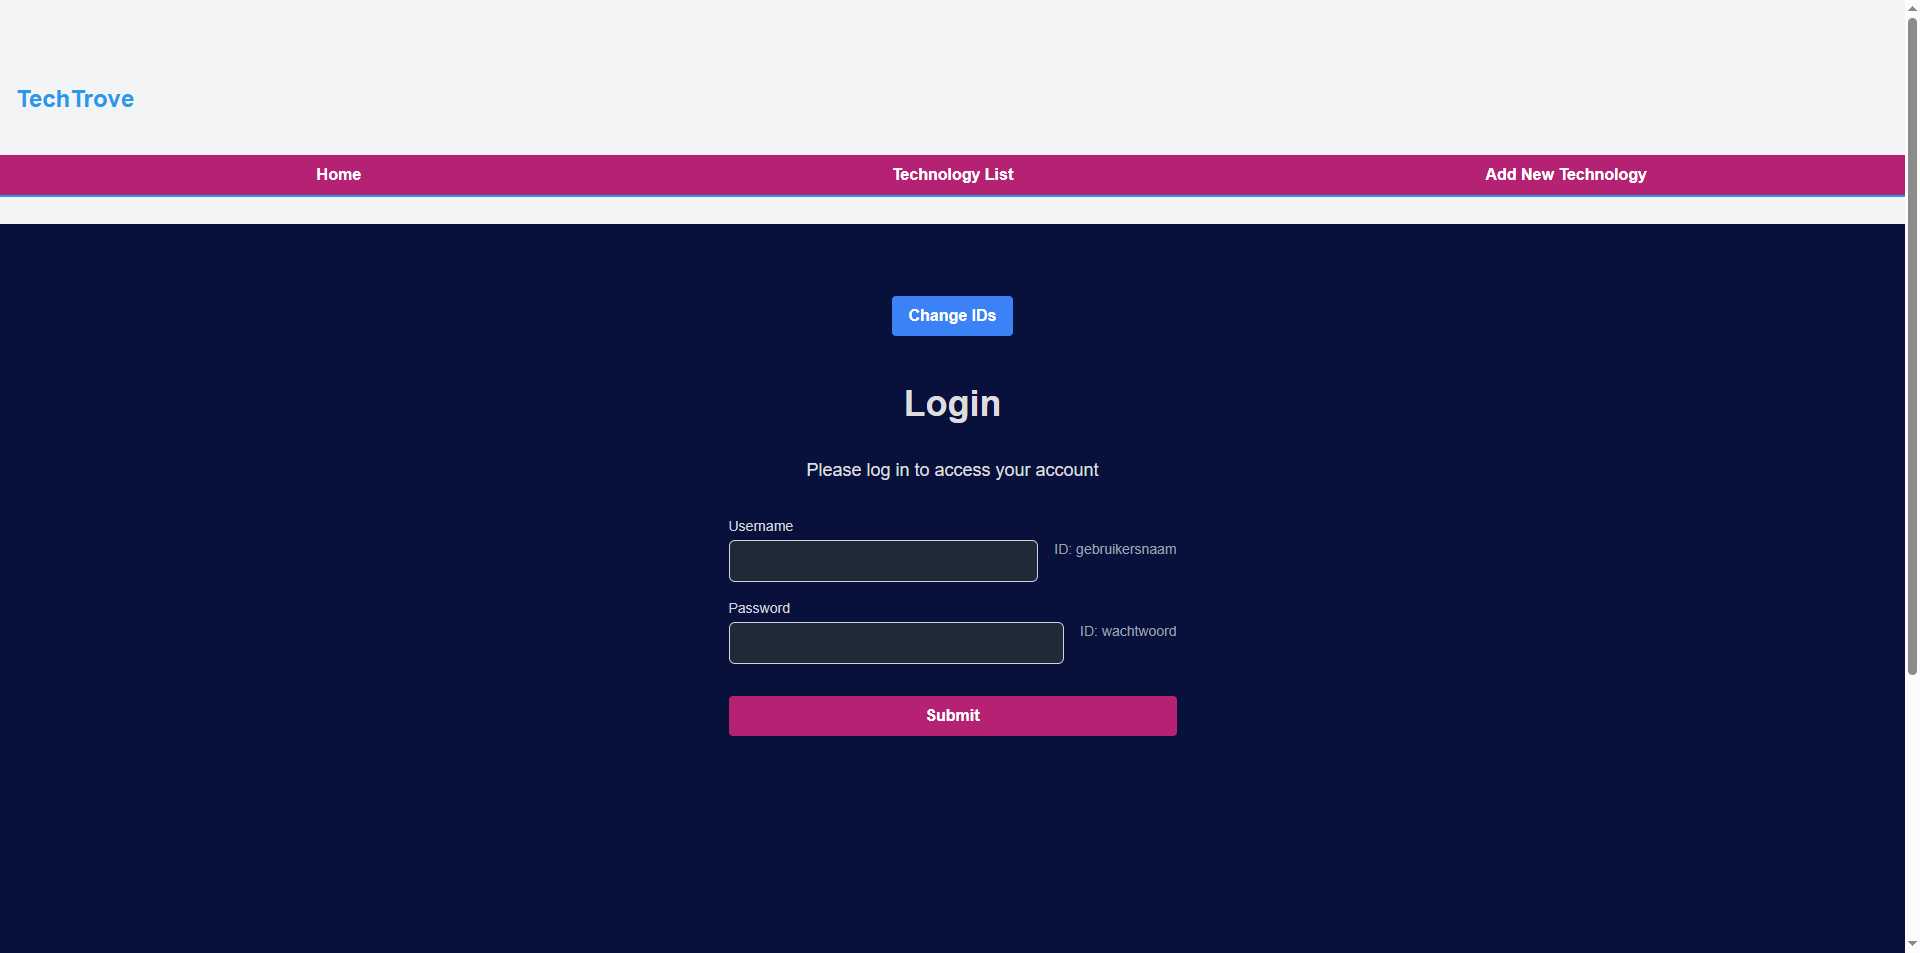 TechTrove
Home Technology List Add New Technology
Change IDs
Login
Please log in to access your account
Username
ID: gebruikersnaam
Password
ID: wachtwoord
Submit